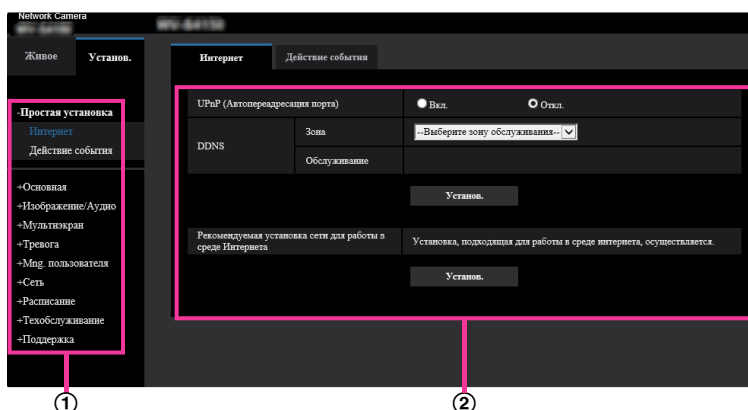 Network Camera
Живое
Установ.
-Простая установка
Интернет
Действие события
+Основная
+Изображение/Аудио
+Мультиэкран
+Тревога
+Mng. пользователя
+Сеть
+Расписание
+Техобслуживание
+Поддержка
Интернет
Действие события
UPnP (Автопереадресация порта)
Вкл.
Откл.
DDNS
Зона
--Выберите зону обслуживания--
Обслуживание
Установ.
Рекомендуемая установка сети для работы в
среде Интернета
Установка, подходящая для работы в среде интернета, осуществляется.
Установ.
①
②